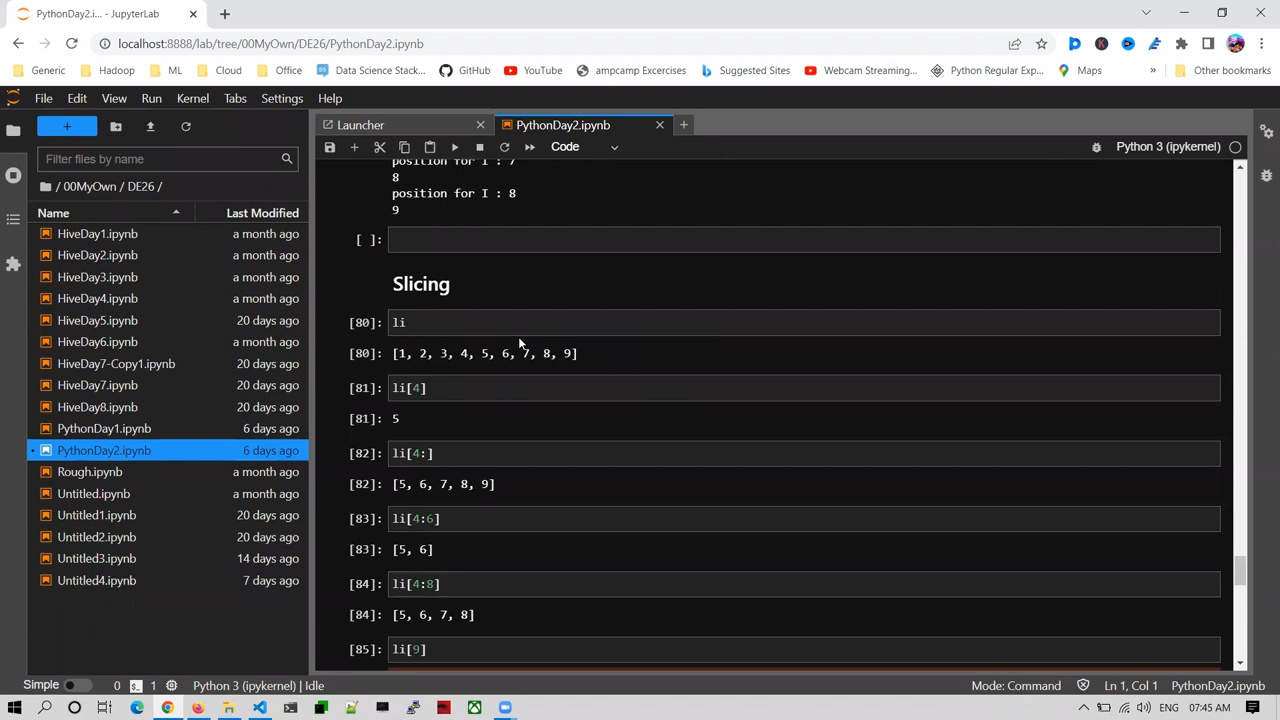 PythonDay2.i... - JupyterLab
localhost:8888/lab/tree/00MyOwn/DE26/PythonDay2.ipynb
Generic Hadoop ML Cloud Office Data Science Stack... GitHub YouTube ampcamp Excercises Suggested Sites Webcam Streaming... Python Regular Exp... Maps » Other bookmarks
File Edit View Run Kernel Tabs Settings Help
Launcher PythonDay2.ipynb
Code Python 3 (ipykernel)
Filter files by name
/ 00MyOwn / DE26 /
Name Last Modified
HiveDay1.ipynb a month ago
HiveDay2.ipynb a month ago
HiveDay3.ipynb a month ago
HiveDay4.ipynb a month ago
HiveDay5.ipynb 20 days ago
HiveDay6.ipynb a month ago
HiveDay7-Copy1.ipynb 20 days ago
HiveDay7.ipynb 20 days ago
HiveDay8.ipynb 20 days ago
PythonDay1.ipynb 6 days ago
PythonDay2.ipynb 6 days ago
Rough.ipynb a month ago
Untitled.ipynb a month ago
Untitled1.ipynb 20 days ago
Untitled2.ipynb 20 days ago
Untitled3.ipynb 14 days ago
Untitled4.ipynb 7 days ago
position for I : 7
8
position for I : 8
9
[ ]:
Slicing
[80]: li
[80]: [1, 2, 3, 4, 5, 6, 7, 8, 9]
[81]: li[4]
[81]: 5
[82]: li[4:]
[82]: [5, 6, 7, 8, 9]
[83]: li[4:6]
[83]: [5, 6]
[84]: li[4:8]
[84]: [5, 6, 7, 8]
[85]: li[9]
Simple 0 1 Python 3 (ipykernel) | Idle Mode: Command Ln 1, Col 1 PythonDay2.ipynb
ENG 07:45 AM